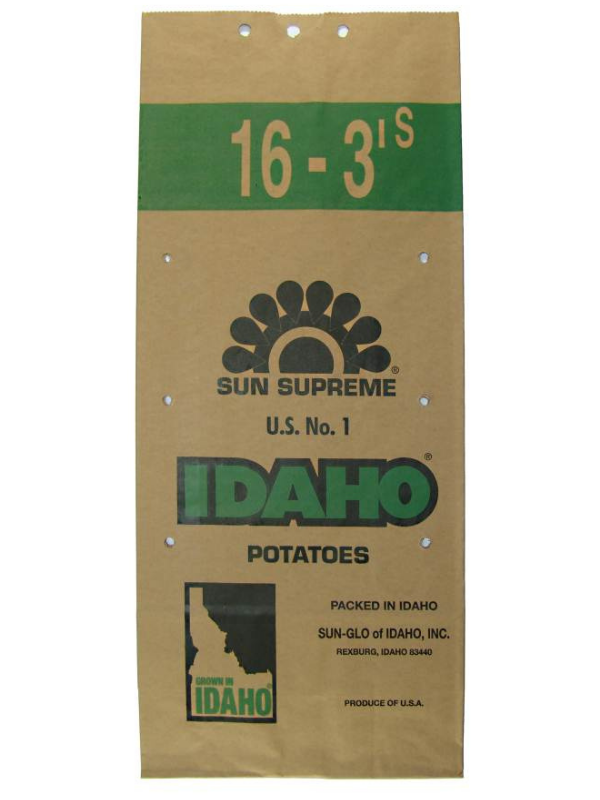 16 - 3'S
SUN SUPREME®
U.S. No. 1
IDAHO®
POTATOES
GROWN IN
IDAHO®
PACKED IN IDAHO
SUN-GLO of IDAHO, INC.
REXBURG, IDAHO 83440
PRODUCE OF U.S.A.